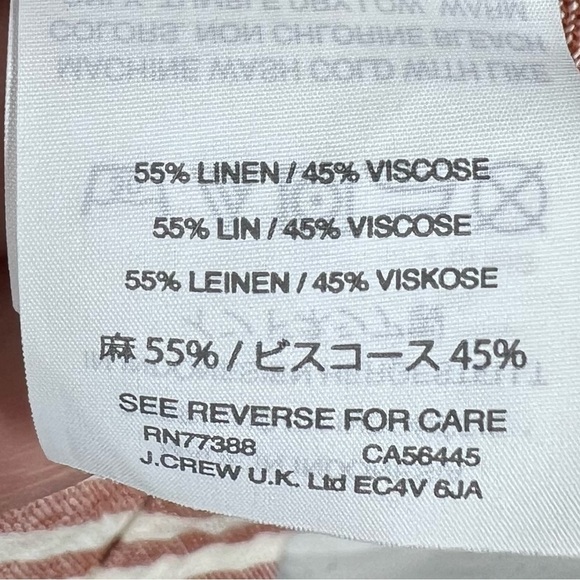 55% LINEN / 45% VISCOSE
55% LIN / 45% VISCOSE
55% LEINEN / 45% VISKOSE
麻 55% / ビスコース 45%
SEE REVERSE FOR CARE
RN77388 CA56445
J.CREW U.K. Ltd EC4V 6JA